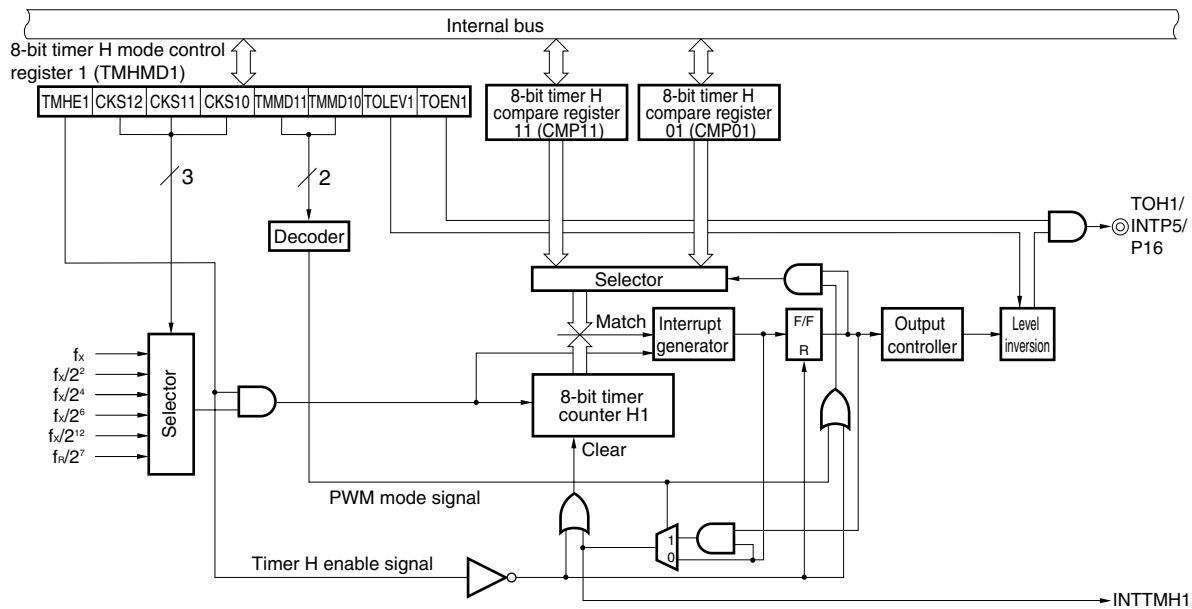 Internal bus
8-bit timer H mode control
register 1 (TMHMD1)
TMHE1 CKS12 CKS11 CKS10 TMMD11 TMMD10 TOLEV1 TOEN1
8-bit timer H
compare register
11 (CMP11)
8-bit timer H
compare register
01 (CMP01)
3
2
TOH1/
INTP5/
P16
Decoder
Selector
Match
Interrupt
generator
F/F
R
Output
controller
Level
inversion
fX
fX/2²
fX/2⁴
fX/2⁶
fX/2¹²
fR/2⁷
Selector
8-bit timer
counter H1
Clear
PWM mode signal
1
0
Timer H enable signal
INTTMH1